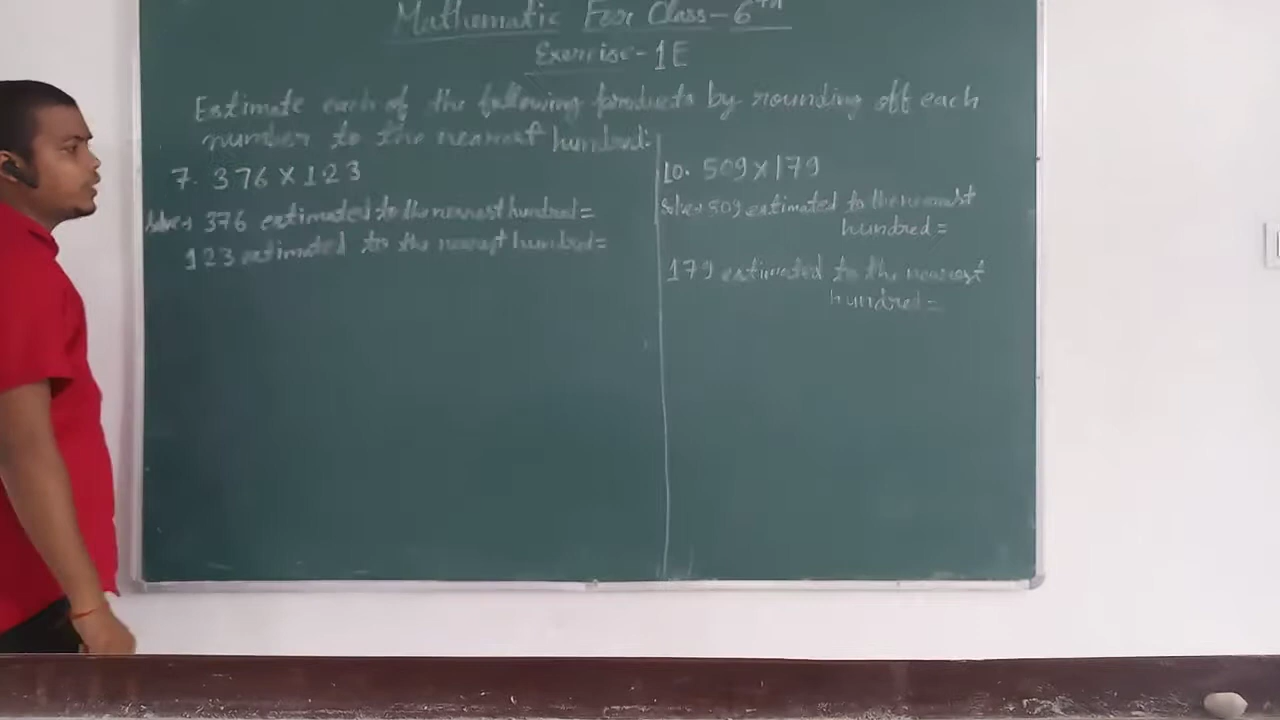 Mathematic For Class-6th
Exercise-1E
Estimate each of the following products by rounding off each
number to the nearest hundred:
7. 376 X 123
Solve→ 376 estimated to the nearest hundred=
123 estimated to the nearest hundred=
10. 509 X 179
Solve→ 509 estimated to the nearest
hundred=
179 estimated to the nearest
hundred=